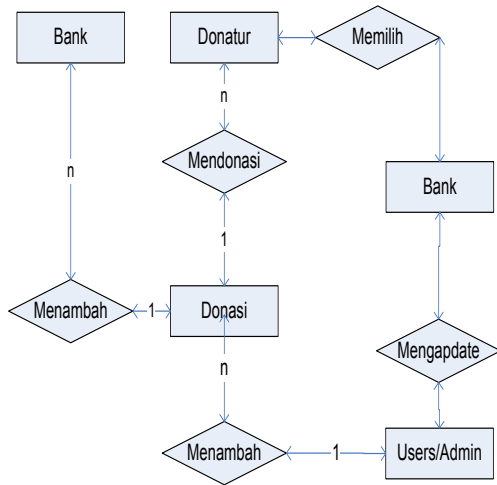 Bank
Donatur
Memilih
n
Mendonasi
n
Bank
1
Menambah
1
Donasi
n
Mengapdate
Menambah
1
Users/Admin